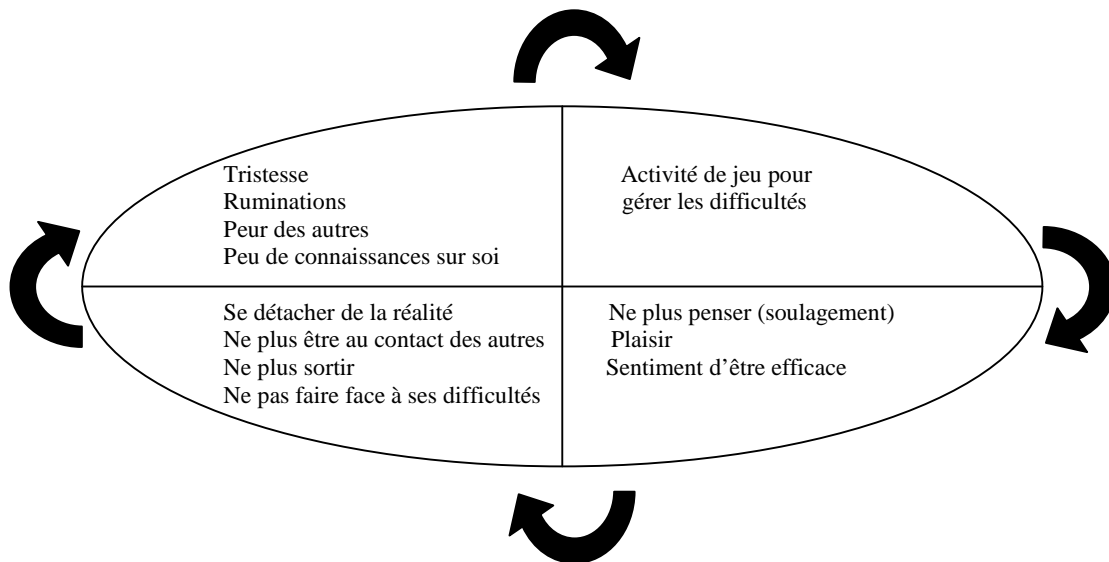 Tristesse
Ruminations
Peur des autres
Peu de connaissances sur soi
Activité de jeu pour
gérer les difficultés
Se détacher de la réalité
Ne plus être au contact des autres
Ne plus sortir
Ne pas faire face à ses difficultés
Ne plus penser (soulagement)
Plaisir
Sentiment d’être efficace